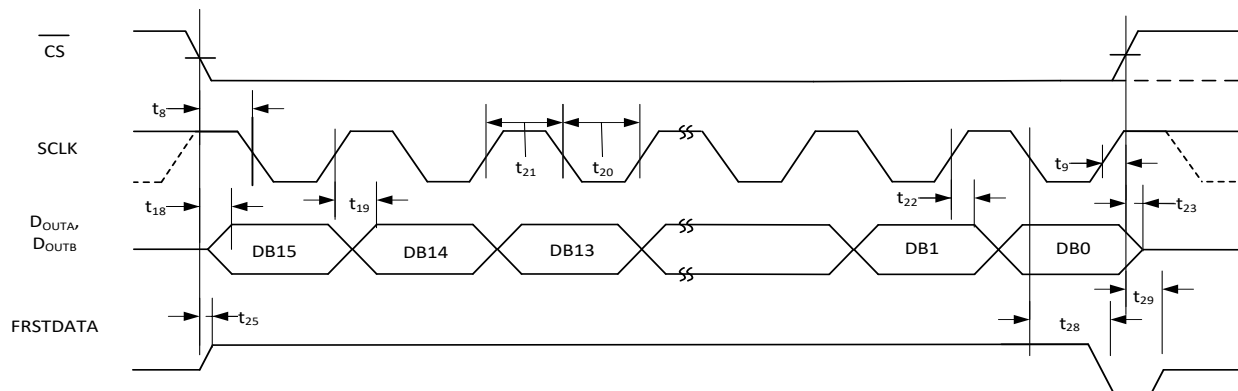 CS
t8
SCLK
t21
t20
t9
t18
t19
t22
t23
DOUTA,
DOUTB
DB15
DB14
DB13
DB1
DB0
t29
t25
t28
FRSTDATA